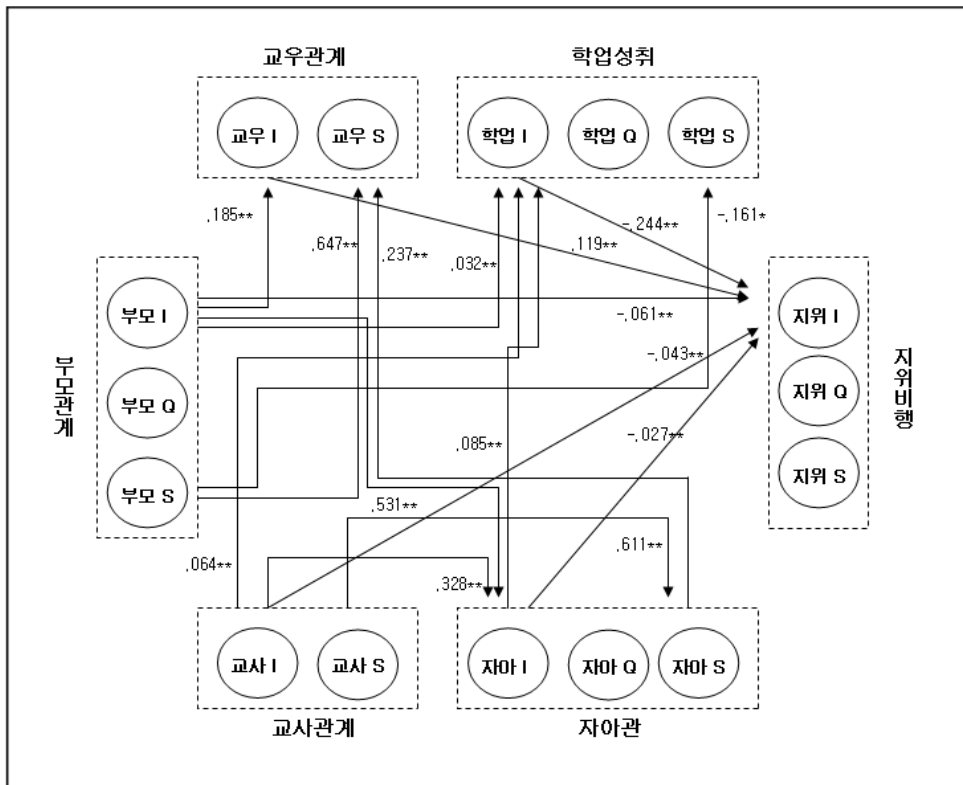 교우관계
학업성취
교우 I
교우 S
학업 I
학업 Q
학업 S
.185**
.647**
.237**
.032**
-.244**
.119**
-.161*
부모관계
부모 I
부모 Q
부모 S
-.061**
-.043**
.085**
-.027**
지위 I
지위 Q
지위 S
지위비행
.531**
.611**
.064**
.328**
교사 I
교사 S
자아 I
자아 Q
자아 S
교사관계
자아관